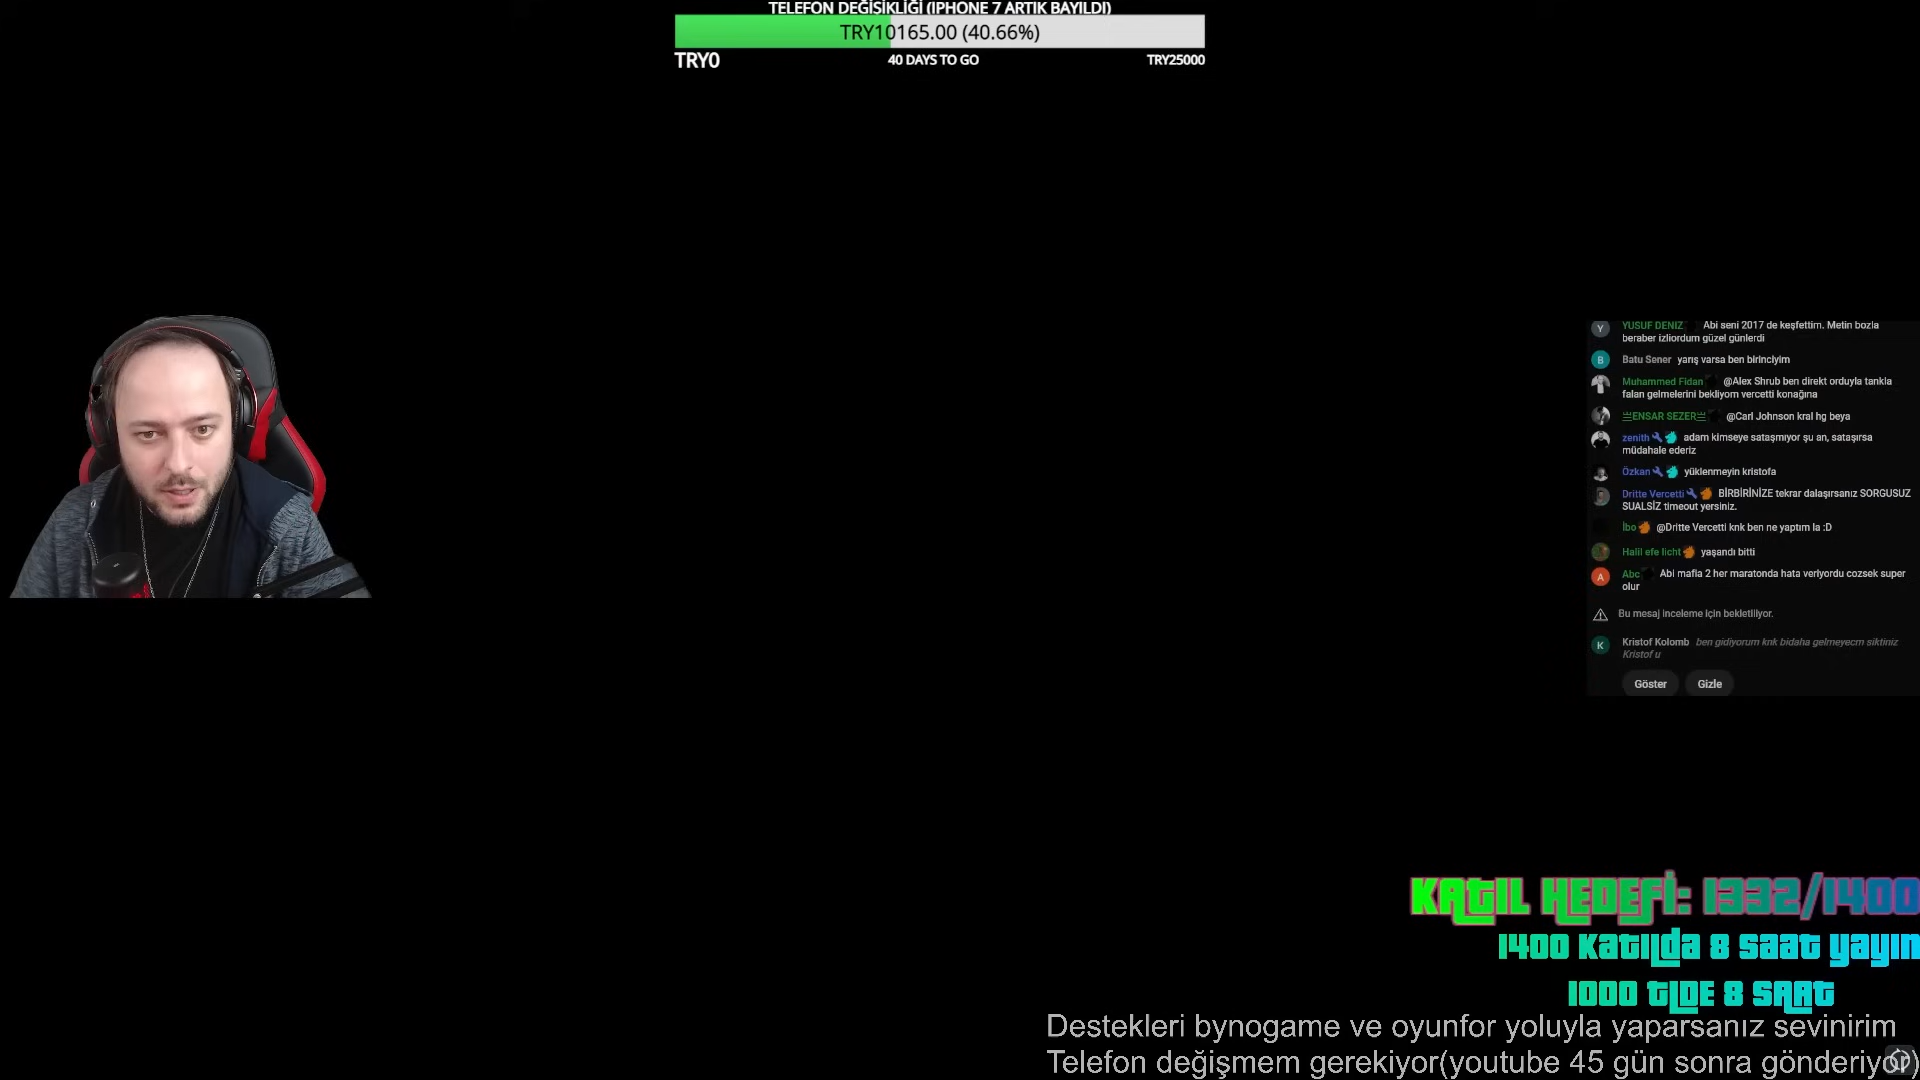 TELEFON DEĞİŞİKLİĞİ (IPHONE 7 ARTIK BAYILDI)
TRY10165.00 (40.66%)
TRY0
40 DAYS TO GO
TRY25000
YUSUF DENIZ Abi seni 2017 de keşfettim. Metin bozla
beraber izliordum güzel günlerdi
Batu Sener yarış varsa ben birinciyim
Muhammed Fidan @Alex Shrub ben direkt orduyla tankla
falan gelmelerini bekliyom vercetti konağına
ENSAR SEZER @Carl Johnson kral hg beya
zenith adam kimseye sataşmıyor şu an, sataşırsa
müdahale ederiz
Özkan yüklenmeyin kristofa
Dritte Vercetti BİRBİRİNİZE tekrar dalaşırsanız SORGUSUZ
SUALSİZ timeout yersiniz.
İbo @Dritte Vercetti knk ben ne yaptım la :D
Halil efe licht yaşandı bitti
Abc Abi mafia 2 her maratonda hata veriyordu cozsek super
olur
Bu mesaj inceleme için bekletiliyor.
Kristof Kolomb ben gidiyorum knk bidaha gelmeyecm siktiniz
Kristof u
Göster Gizle
KATIL HEDEFİ: 1332/1400
1400 KATILDA 8 SAAT YAYIN
1000 TLDE 8 SAAT
Destekleri bynogame ve oyunfor yoluyla yaparsanız sevinirim
Telefon değişmem gerekiyor(youtube 45 gün sonra gönderiyor)